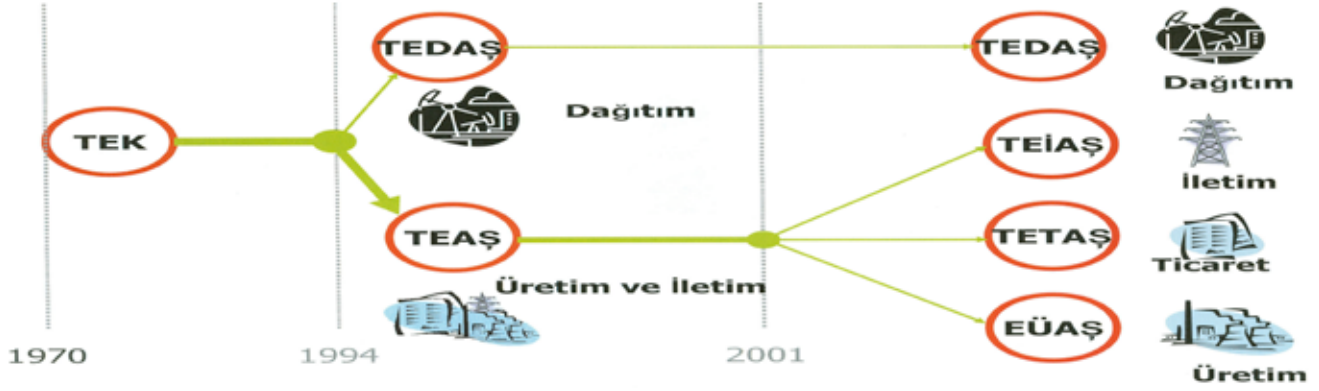 TEDAŞ
TEDAŞ
Dağıtım
Dağıtım
TEK
TEİAŞ
İletim
TEAŞ
TETAŞ
Ticaret
Üretim ve İletim
EÜAŞ
1970
1994
2001
Üretim